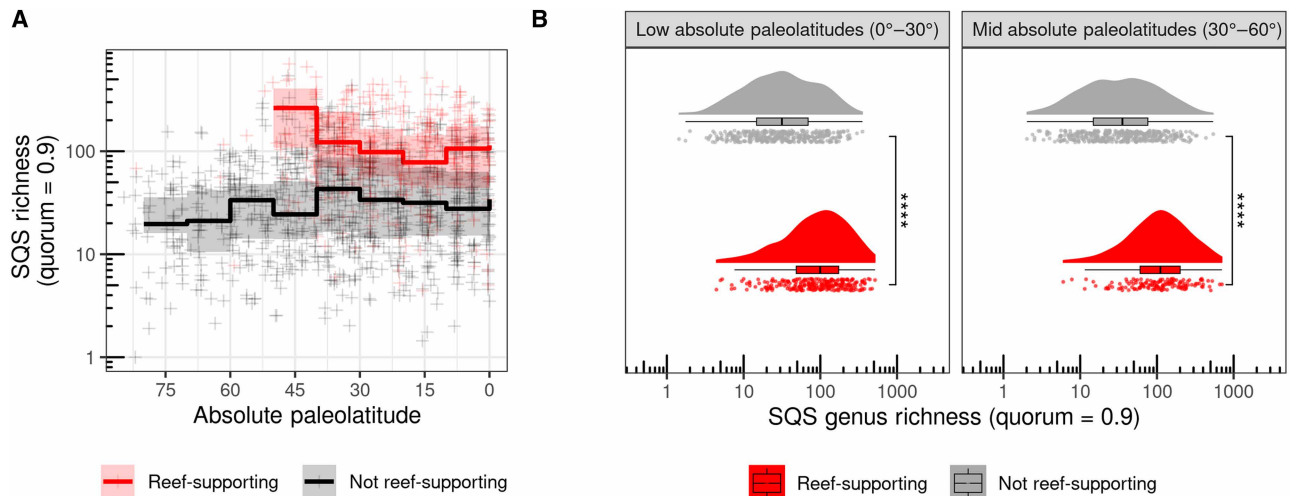 A
SQS richness
(quorum = 0.9)
100
10
1
75 60 45 30 15 0
Absolute paleolatitude
Reef-supporting Not reef-supporting
B
Low absolute paleolatitudes (0°–30°) Mid absolute paleolatitudes (30°–60°)
**** ****
1 10 100 1000 1 10 100 1000
SQS genus richness (quorum = 0.9)
Reef-supporting Not reef-supporting